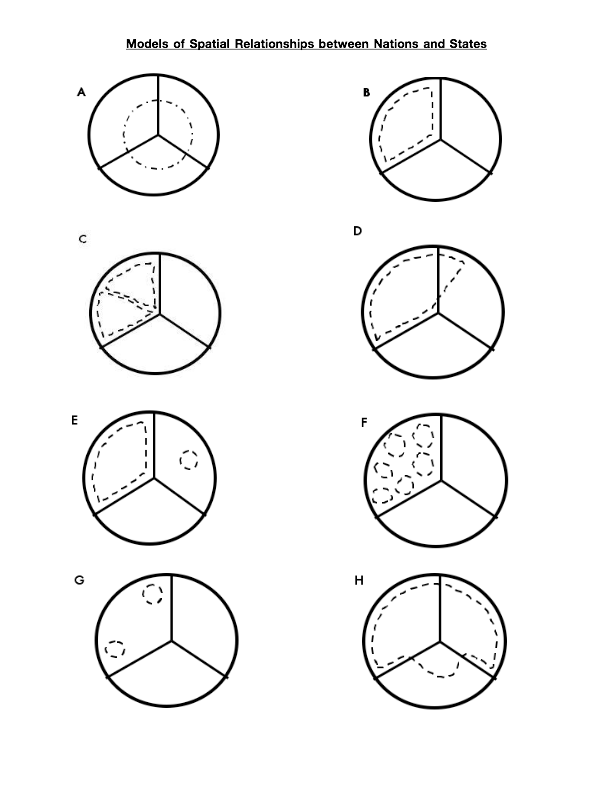 Models of Spatial Relationships between Nations and States
A
B
C
D
E
F
G
H